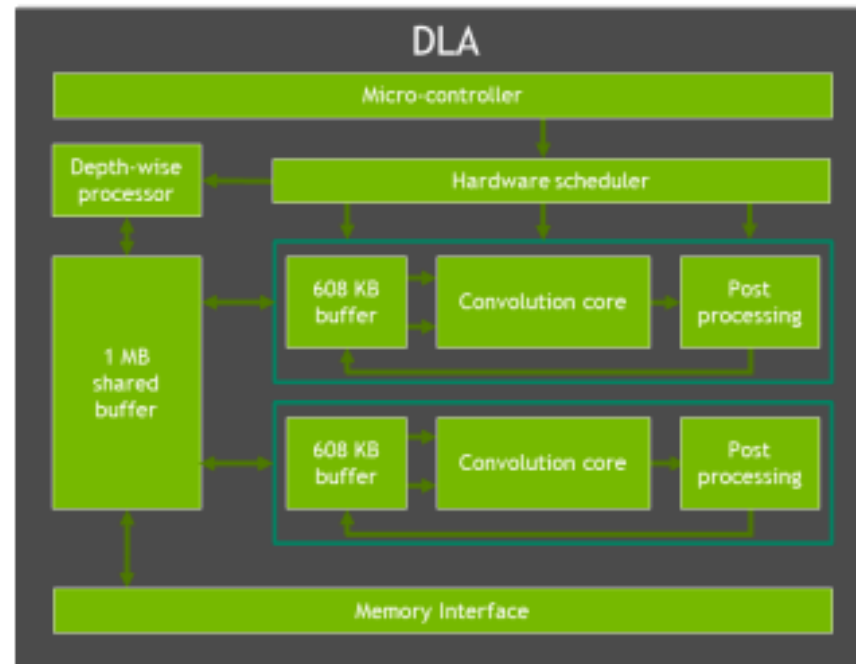 DLA
Micro-controller
Depth-wise
processor
Hardware scheduler
608 KB
buffer
Convolution core
Post
processing
1 MB
shared
buffer
608 KB
buffer
Convolution core
Post
processing
Memory Interface